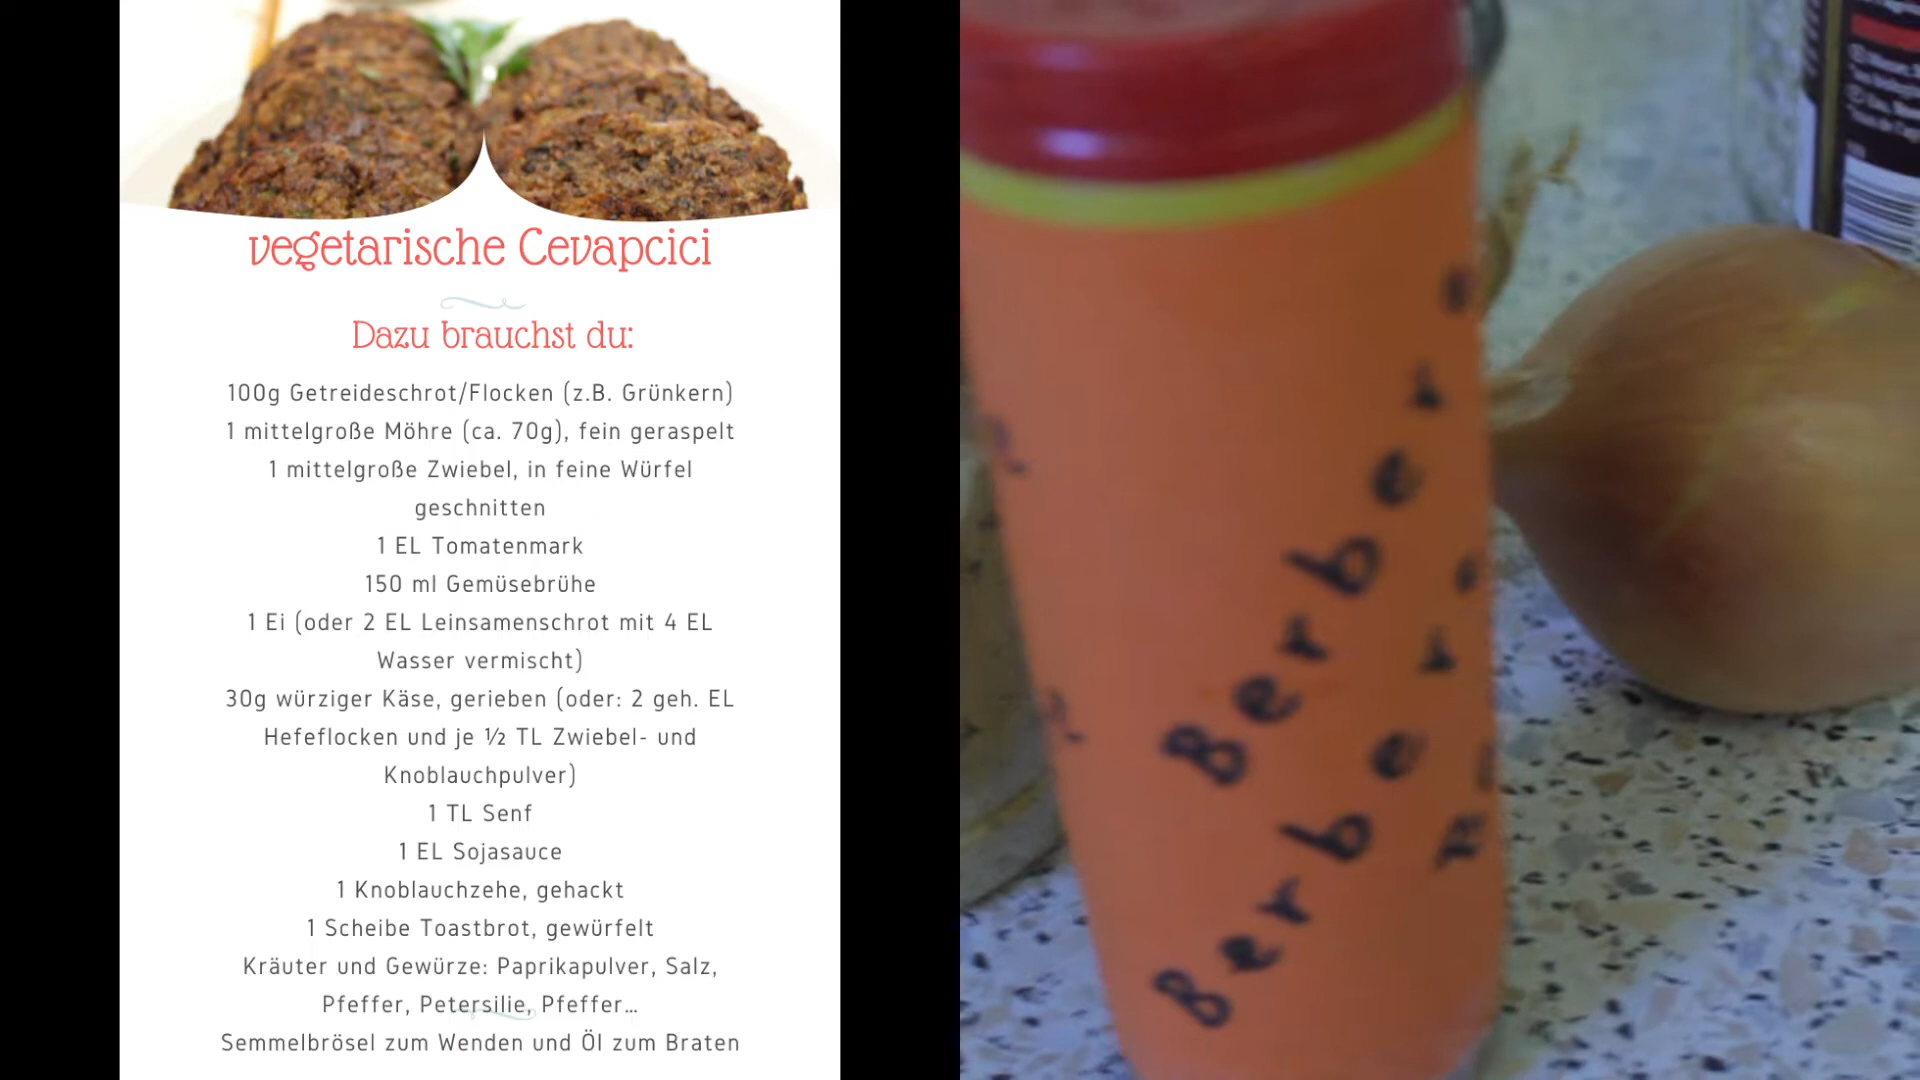 vegetarische Cevapcici
Dazu brauchst du:
100g Getreideschrot/Flocken (z.B. Grünkern)
1 mittelgroße Möhre (ca. 70g), fein geraspelt
1 mittelgroße Zwiebel, in feine Würfel
geschnitten
1 EL Tomatenmark
150 ml Gemüsebrühe
1 Ei (oder 2 EL Leinsamenschrot mit 4 EL
Wasser vermischt)
30g würziger Käse, gerieben (oder: 2 geh. EL
Hefeflocken und je ½ TL Zwiebel- und
Knoblauchpulver)
1 TL Senf
1 EL Sojasauce
1 Knoblauchzehe, gehackt
1 Scheibe Toastbrot, gewürfelt
Kräuter und Gewürze: Paprikapulver, Salz,
Pfeffer, Petersilie, Pfeffer…
Semmelbrösel zum Wenden und Öl zum Braten
Berbere
Berbere